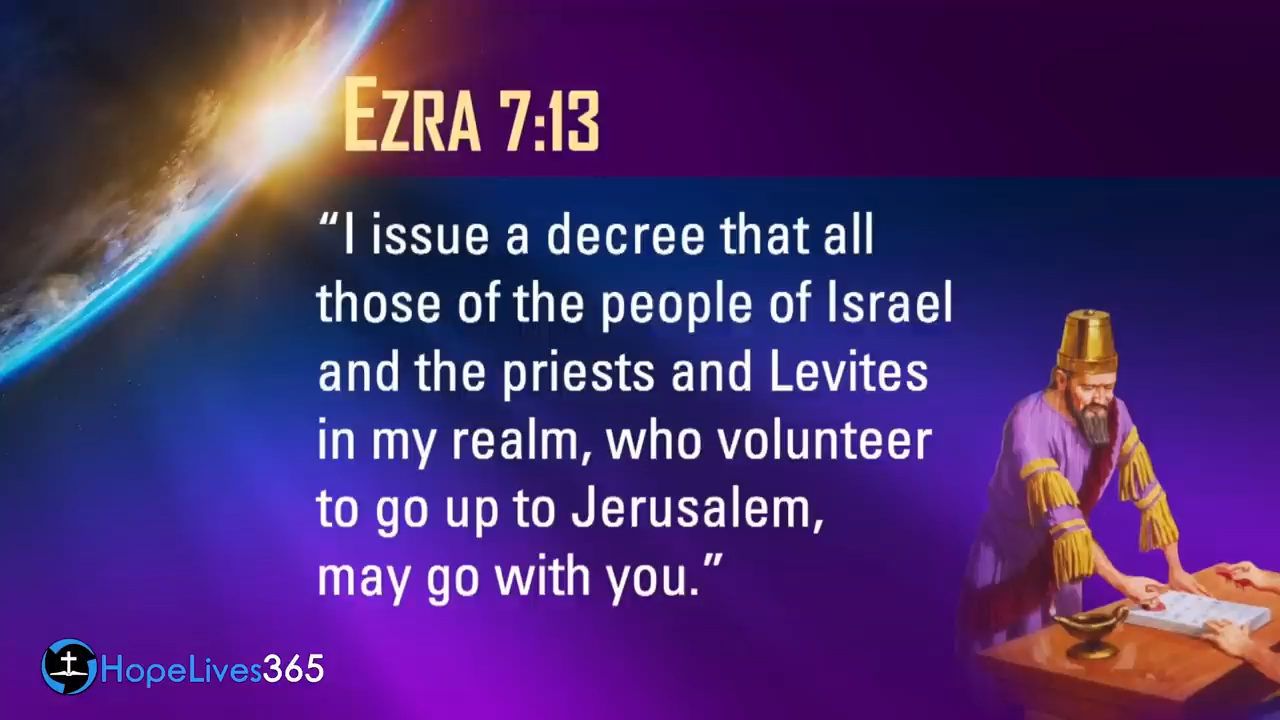 EZRA 7:13
“I issue a decree that all
those of the people of Israel
and the priests and Levites
in my realm, who volunteer
to go up to Jerusalem,
may go with you.”
HopeLives365